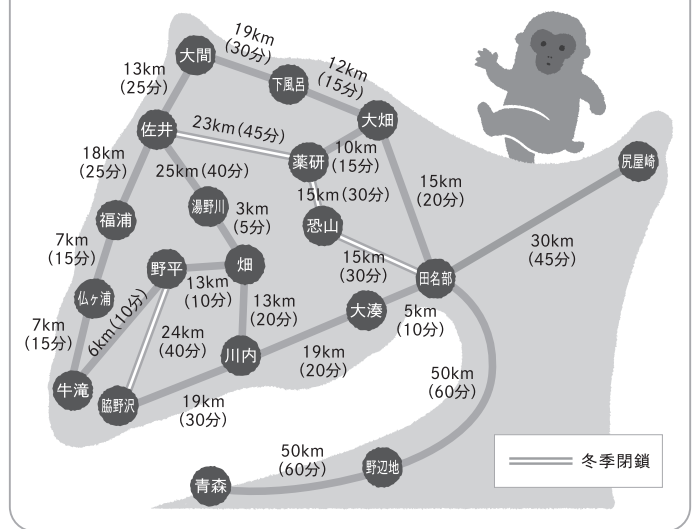 19km
(30分)
大間
12km
(15分)
13km
(25分)
下風呂
大畑
佐井
23km(45分)
薬研
10km
(15分)
尻屋崎
18km
(25分)
25km(40分)
15km(30分)
15km
(20分)
湯野川
3km
(5分)
恐山
福浦
30km
(45分)
7km
(15分)
野平
畑
15km
(30分)
田名部
13km
(10分)
仏ヶ浦
6km(10分)
13km
(20分)
大湊
5km
(10分)
7km
(15分)
24km
(40分)
川内
19km
(20分)
牛滝
脇野沢
19km
(30分)
50km
(60分)
50km
(60分)
野辺地
冬季閉鎖
青森